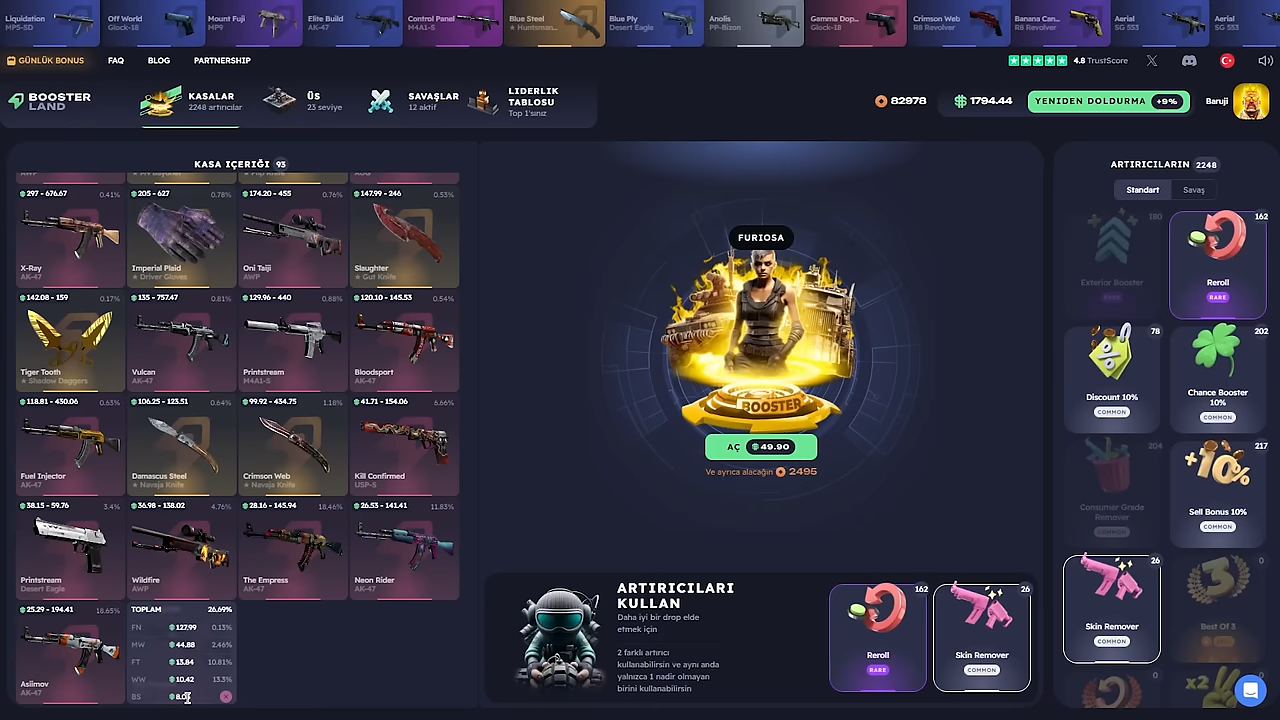 Liquidation
MP5-SD
Off World
Glock-18
Mount Fuji
MP9
Elite Build
AK-47
Control Panel
M4A1-S
Blue Steel
★ Huntsman...
Blue Ply
Desert Eagle
Anolis
PP-Bizon
Gamma Dop...
Glock-18
Crimson Web
R8 Revolver
Banana Can...
R8 Revolver
Aerial
SG 553
Aerial
SG 553
GÜNLÜK BONUS
FAQ
BLOG
PARTNERSHIP
4.8 TrustScore
BOOSTER
LAND
KASALAR
2248 artırıcılar
ÜS
23 seviye
SAVAŞLAR
12 aktif
LIDERLIK
TABLOSU
Top 1'sınız
82978
1794.44
YENIDEN DOLDURMA +9%
Baruji
KASA IÇERIĞI 93
297 - 676.67 0.41%
X-Ray
AK-47
205 - 627 0.78%
Imperial Plaid
★ Driver Gloves
174.20 - 455 0.76%
Oni Taiji
AWP
147.99 - 246 0.53%
Slaughter
★ Gut Knife
142.08 - 159 0.17%
Tiger Tooth
★ Shadow Daggers
135 - 757.47 0.81%
Vulcan
AK-47
129.96 - 440 0.88%
Printstream
M4A1-S
120.10 - 145.53 0.54%
Bloodsport
AK-47
0.63%
Fuel Injector
AK-47
106.25 - 123.51 0.64%
Damascus Steel
★ Navaja Knife
99.92 - 434.75 1.18%
Crimson Web
★ Navaja Knife
41.71 - 154.06 6.66%
Kill Confirmed
USP-S
38.15 - 59.76 3.4%
Printstream
Desert Eagle
36.98 - 138.02 4.76%
Wildfire
AWP
28.16 - 145.94 18.46%
The Empress
AK-47
26.53 - 141.41 11.83%
Neon Rider
AK-47
25.29 - 194.41 18.65%
Asiimov
AK-47
TOPLAM 26.69%
FN 127.99 0.13%
MW 44.88 2.46%
FT 13.84 10.81%
WW 10.42 13.3%
BS
FURIOSA
BOOSTER
AÇ 49.90
Ve ayrıca alacağın 2495
ARTIRICILARI
KULLAN
Daha iyi bir drop elde
etmek için
2 farklı artırıcı
kullanabilirsin ve aynı anda
yalnızca 1 nadir olmayan
birini kullanabilirsin
162
Reroll
RARE
26
Skin Remover
COMMON
ARTIRICILARIN 2248
Standart
Savaş
180
Exterior Booster
RARE
162
Reroll
RARE
78
Discount 10%
COMMON
202
Chance Booster
10%
COMMON
204
Consumer Grade
Remover
COMMON
217
+10%
Sell Bonus 10%
COMMON
26
Skin Remover
COMMON
0
3
Best Of 3
0
0
x2